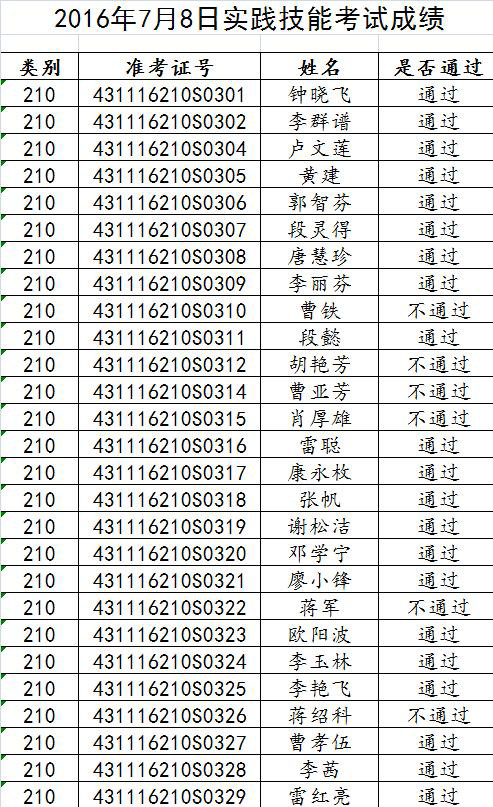 2016年7月8日实践技能考试成绩
类别 准考证号 姓名 是否通过
210 431116210S0301 钟晓飞 通过
210 431116210S0302 李群谱 通过
210 431116210S0304 卢文莲 通过
210 431116210S0305 黄建 通过
210 431116210S0306 郭智芬 通过
210 431116210S0307 段灵得 通过
210 431116210S0308 唐慧珍 通过
210 431116210S0309 李丽芬 通过
210 431116210S0310 曹铁 不通过
210 431116210S0311 段懿 通过
210 431116210S0312 胡艳芳 不通过
210 431116210S0314 曹亚芳 不通过
210 431116210S0315 肖厚雄 不通过
210 431116210S0316 雷聪 通过
210 431116210S0317 康永枚 通过
210 431116210S0318 张帆 通过
210 431116210S0319 谢松洁 通过
210 431116210S0320 邓学宁 通过
210 431116210S0321 廖小锋 通过
210 431116210S0322 蒋军 不通过
210 431116210S0323 欧阳波 通过
210 431116210S0324 李玉林 通过
210 431116210S0325 李艳飞 通过
210 431116210S0326 蒋绍科 不通过
210 431116210S0327 曹孝伍 通过
210 431116210S0328 李茜 通过
210 431116210S0329 雷红亮 通过